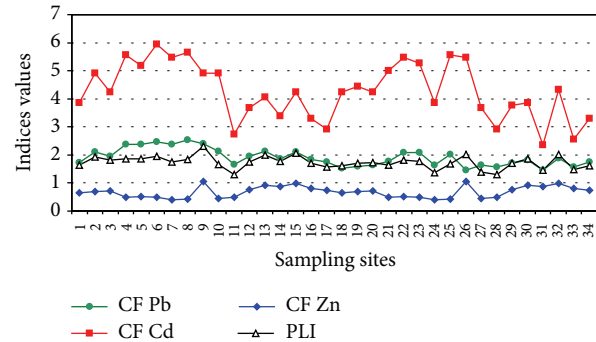 Indices values
7
6
5
4
3
2
1
0
1 2 3 4 5 6 7 8 9 10 11 12 13 14 15 16 17 18 19 20 21 22 23 24 25 26 27 28 29 30 31 32 33 34
Sampling sites
CF Pb CF Zn
CF Cd PLI